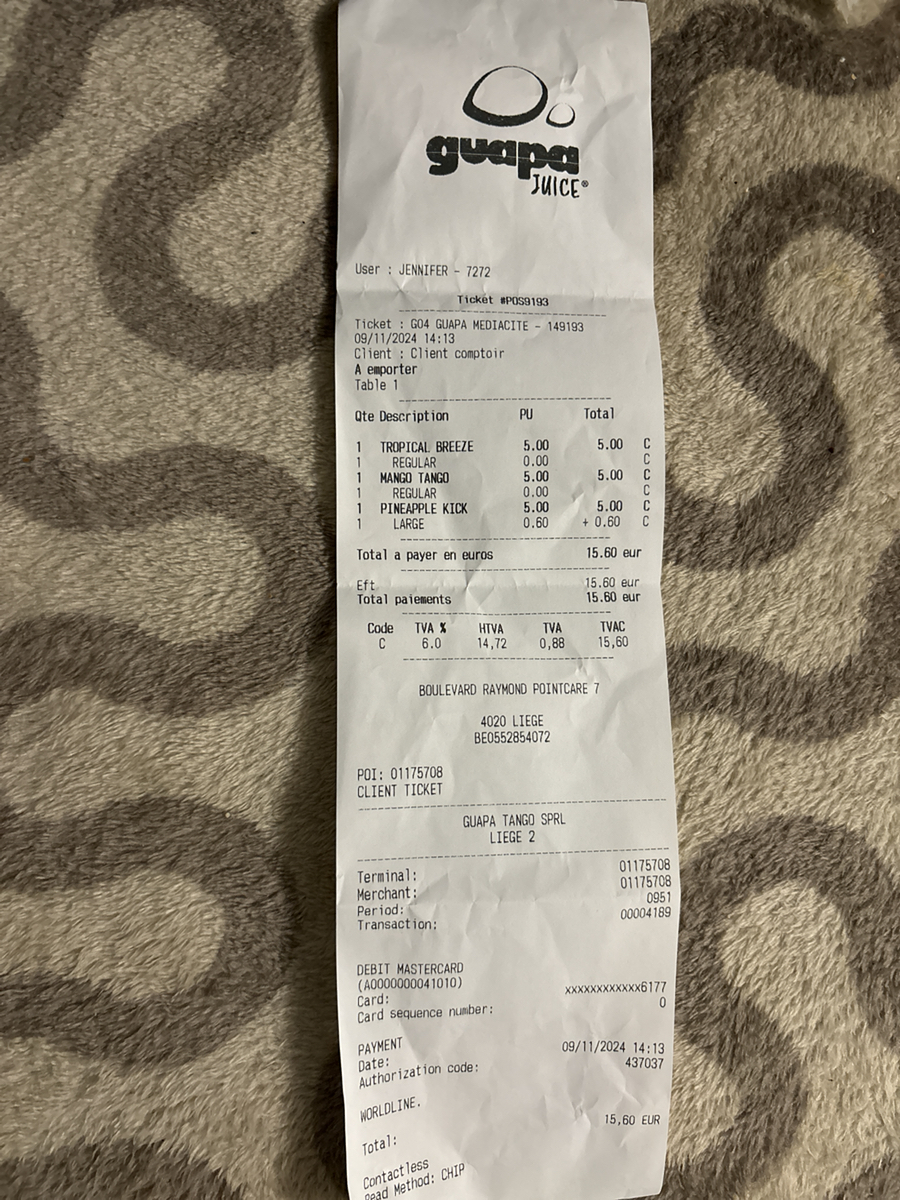 guapa
JUICE®
User : JENNIFER - 7272
Ticket #POS9193
Ticket : GO4 GUAPA MEDIACITE - 149193
09/11/2024 14:13
Client : Client comptoir
A emporter
Table 1
Qte Description PU Total
1 TROPICAL BREEZE 5.00 5.00 C
1 REGULAR 0.00 C
1 MANGO TANGO 5.00 5.00 C
1 REGULAR 0.00 C
1 PINEAPPLE KICK 5.00 5.00 C
1 LARGE 0.60 + 0.60 C
Total a payer en euros 15.60 eur
Eft 15.60 eur
Total paiements 15.60 eur
Code TVA % HTVA TVA TVAC
C 6.0 14,72 0,88 15,60
BOULEVARD RAYMOND POINTCARE 7
4020 LIEGE
BE0552854072
POI: 01175708
CLIENT TICKET
GUAPA TANGO SPRL
LIEGE 2
Terminal: 01175708
Merchant: 01175708
Period: 0951
Transaction: 00004189
DEBIT MASTERCARD
(A0000000041010)
Card: xxxxxxxxxxxx6177
Card sequence number: 0
PAYMENT
Date: 09/11/2024 14:13
Authorization code: 437037
WORLDLINE.
Total: 15,60 EUR
Contactless
Read Method: CHIP